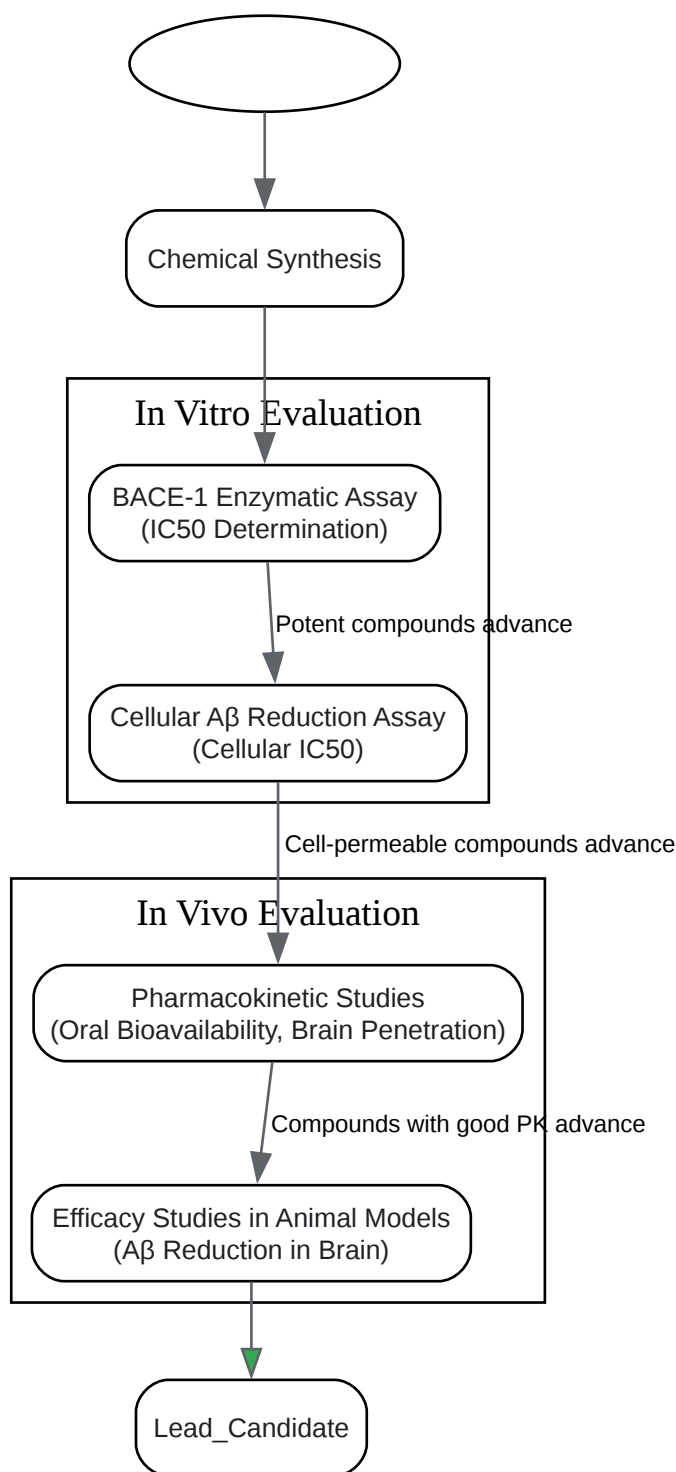 Chemical Synthesis
In Vitro Evaluation
BACE-1 Enzymatic Assay
(IC50 Determination)
Potent compounds advance
Cellular Aβ Reduction Assay
(Cellular IC50)
Cell-permeable compounds advance
In Vivo Evaluation
Pharmacokinetic Studies
(Oral Bioavailability, Brain Penetration)
Compounds with good PK advance
Efficacy Studies in Animal Models
(Aβ Reduction in Brain)
Lead_Candidate